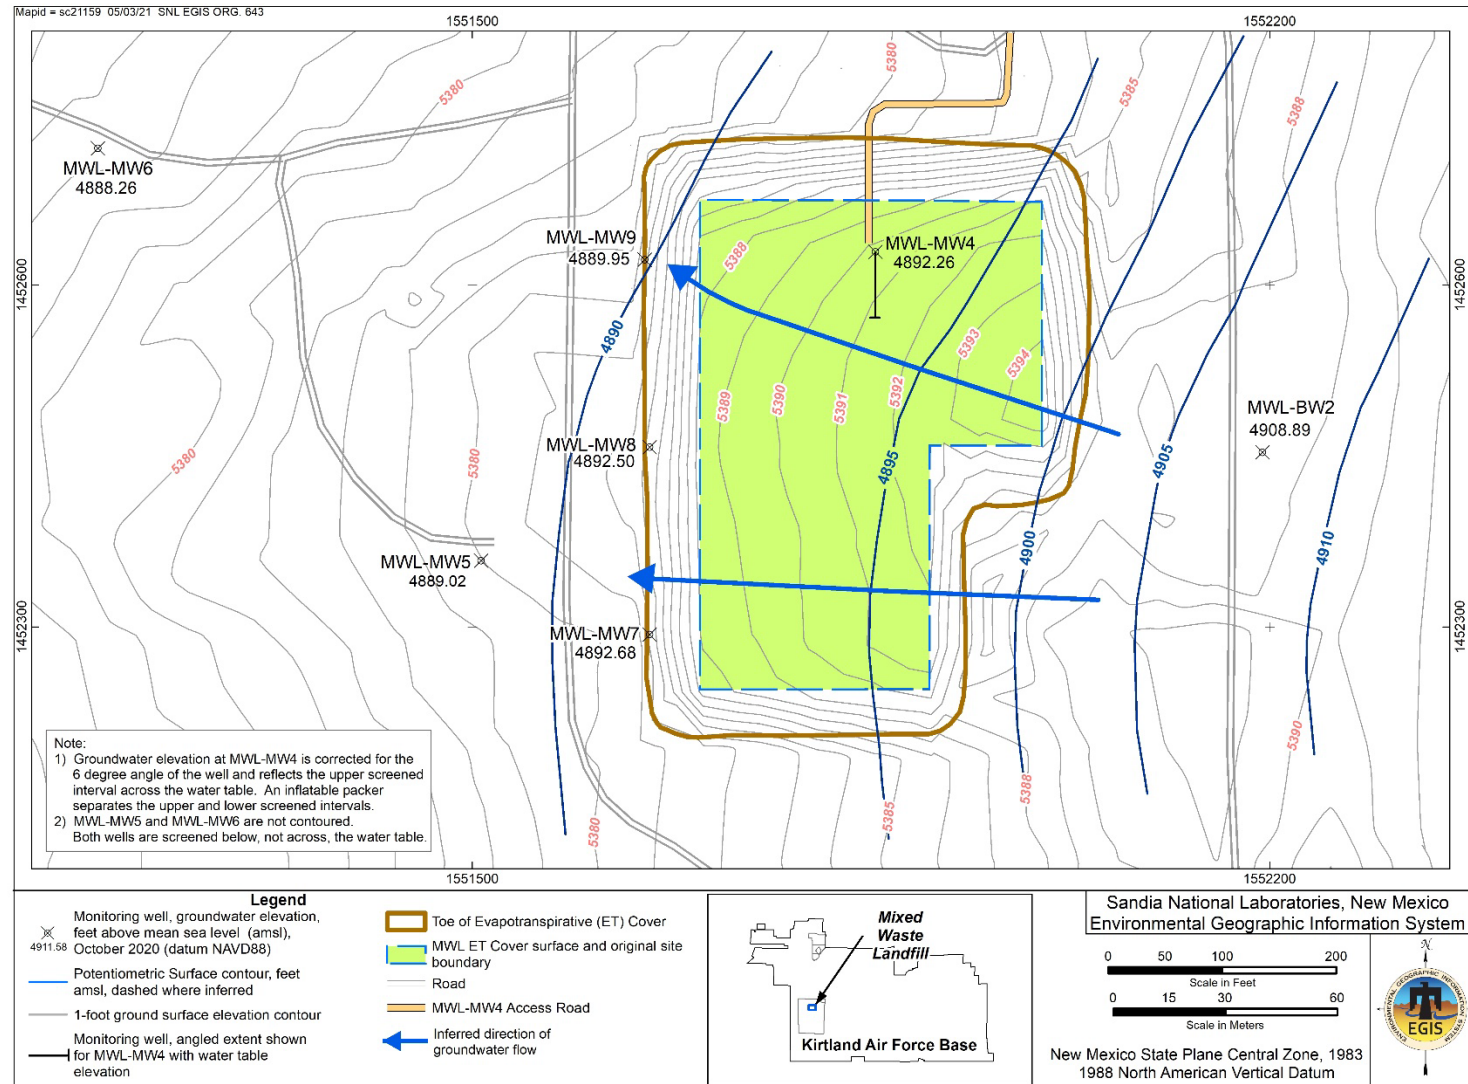 Mapid = sc21159 05/03/21 SNL EGIS ORG. 643
1551500
1552200
5380
5380
5385
5388
MWL-MW6
4888.26
MWL-MW9
4889.95
MWL-MW4
4892.26
5388
1452600
1452600
4890
5393
5394
5389
5390
5391
5392
MWL-BW2
4908.89
MWL-MW8
4892.50
5380
5380
4895
4905
4900
4910
MWL-MW5
4889.02
1452300
1452300
MWL-MW7
4892.68
5390
5388
5385
5380
Note:
1) Groundwater elevation at MWL-MW4 is corrected for the
6 degree angle of the well and reflects the upper screened
interval across the water table. An inflatable packer
separates the upper and lower screened intervals.
2) MWL-MW5 and MWL-MW6 are not contoured.
Both wells are screened below, not across, the water table.
1551500
1552200
Legend
4911.58
Monitoring well, groundwater elevation,
feet above mean sea level (amsl),
October 2020 (datum NAVD88)
Potentiometric Surface contour, feet
amsl, dashed where inferred
1-foot ground surface elevation contour
Monitoring well, angled extent shown
for MWL-MW4 with water table
elevation
Toe of Evapotranspirative (ET) Cover
MWL ET Cover surface and original site
boundary
Road
MWL-MW4 Access Road
Inferred direction of
groundwater flow
Mixed
Waste
Landfill
Kirtland Air Force Base
Sandia National Laboratories, New Mexico
Environmental Geographic Information System
0 50 100 200
Scale in Feet
0 15 30 60
Scale in Meters
New Mexico State Plane Central Zone, 1983
1988 North American Vertical Datum
N
ENVIRONMENTAL GEOGRAPHIC INFORMATION SYSTEM
EGIS